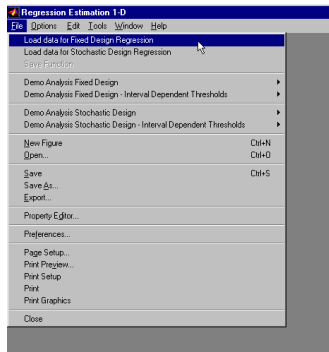 Regression Estimation 1-D
File Options Edit Tools Window Help
Load data for Fixed Design Regression
Load data for Stochastic Design Regression
Save Function
Demo Analysis Fixed Design
Demo Analysis Fixed Design - Interval Dependent Thresholds
Demo Analysis Stochastic Design
Demo Analysis Stochastic Design - Interval Dependent Thresholds
New Figure Ctrl+N
Open... Ctrl+O
Save Ctrl+S
Save As...
Export...
Property Editor...
Preferences...
Page Setup...
Print Preview...
Print Setup
Print
Print Graphics
Close